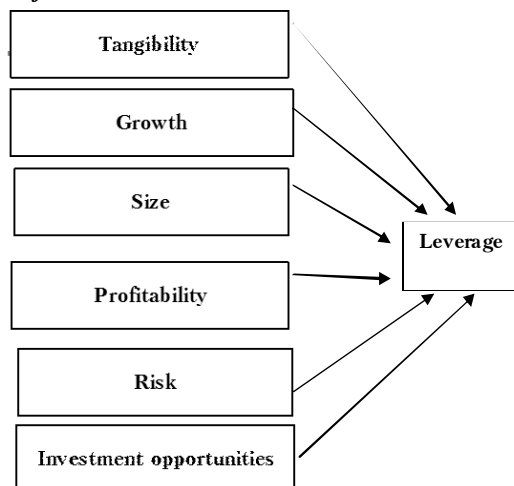 Tangibility
Growth
Size
Leverage
Profitability
Risk
Investment opportunities